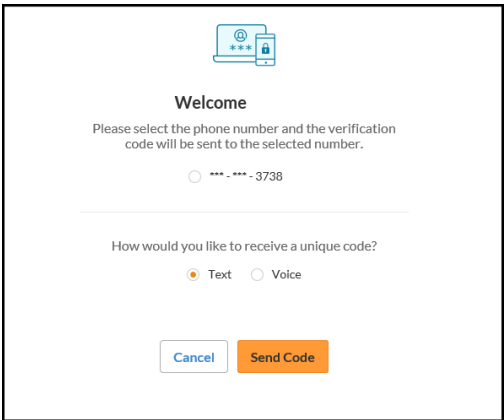 ***
Welcome
Please select the phone number and the verification
code will be sent to the selected number.
*** - *** - 3738
How would you like to receive a unique code?
Text Voice
Cancel Send Code